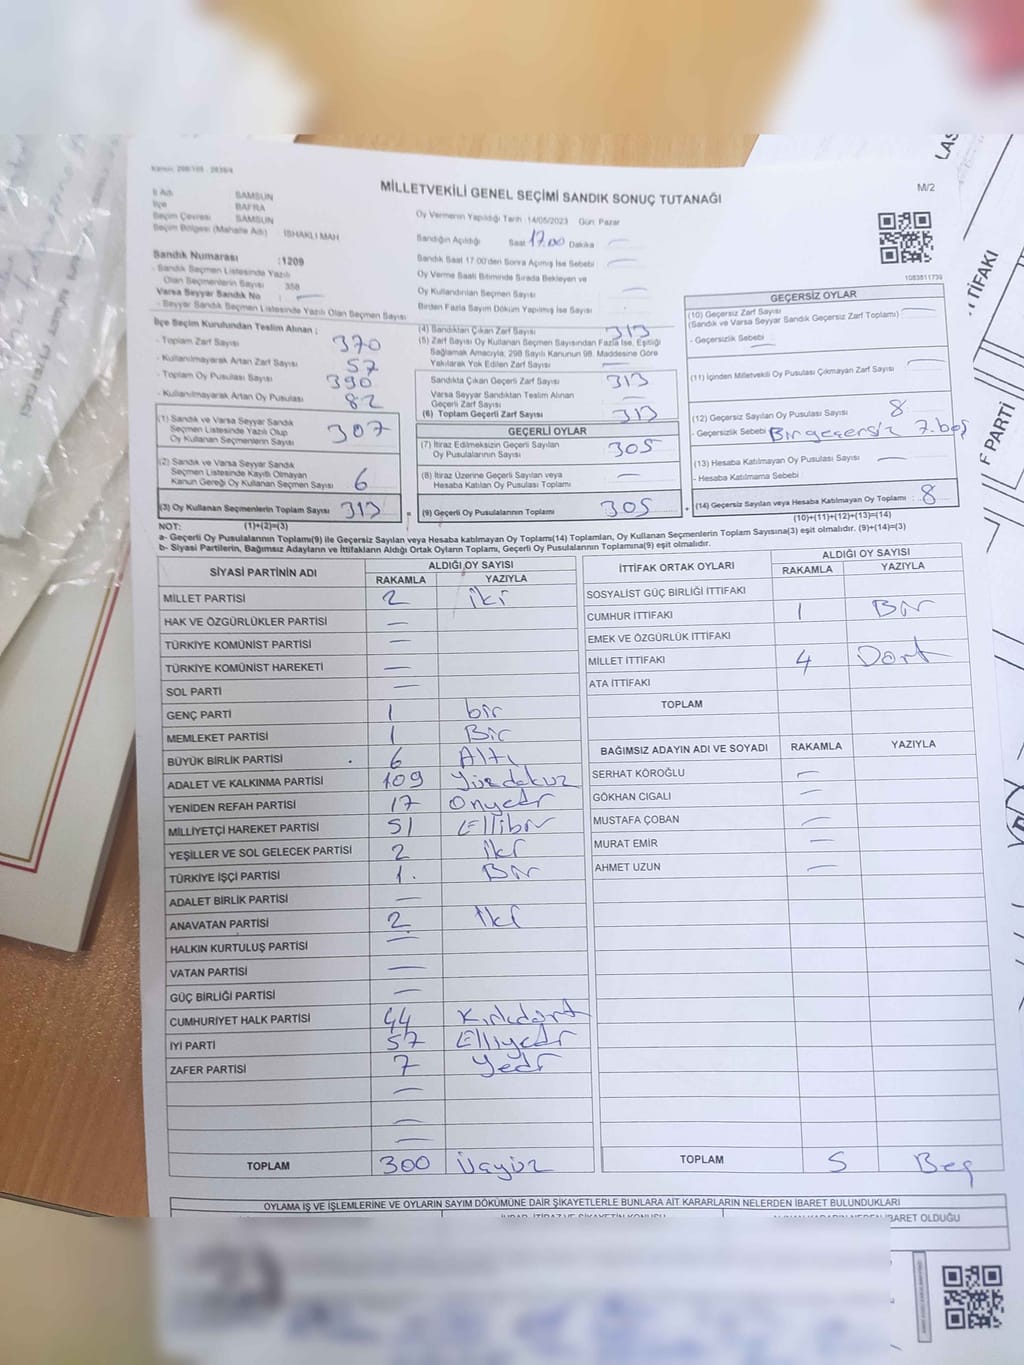 MİLLETVEKİLİ GENEL SEÇİMİ SANDIK SONUÇ TUTANAĞI
M/2
İl Adı SAMSUN
İlçe BAFRA
Seçim Çevresi SAMSUN
Seçim Bölgesi (Mahalle Adı) İSHAKLI MAH
Sandık Numarası :1209
- Sandık Seçmen Listesinde Yazılı
Olan Seçmenlerin Sayısı 358
Varsa Seyyar Sandık No —
- Seyyar Sandık Seçmen Listesinde Yazılı Olan Seçmen Sayısı
Oy Vermenin Yapıldığı Tarih :14/05/2023 Gün: Pazar
Sandığın Açıldığı Saat 17.00 Dakika —
Sandık Saat 17:00'den Sonra Açılmış İse Sebebi —
Oy Verme Saati Bitiminde Sırada Bekleyen ve
Oy Kullandırılan Seçmen Sayısı —
Birden Fazla Sayım Döküm Yapılmış İse Sayısı
1083811739
İlçe Seçim Kurulundan Teslim Alınan ;
- Toplam Zarf Sayısı 370
- Kullanılmayarak Artan Zarf Sayısı 57
- Toplam Oy Pusulası Sayısı 390
- Kullanılmayarak Artan Oy Pusulası 82
(1) Sandık ve Varsa Seyyar Sandık
Seçmen Listesinde Yazılı Olup
Oy Kullanan Seçmenlerin Sayısı 307
(2) Sandık ve Varsa Seyyar Sandık
Seçmen Listesinde Kayıtlı Olmayan
Kanun Gereği Oy Kullanan Seçmen Sayısı 6
(3) Oy Kullanan Seçmenlerin Toplam Sayısı 313
(4) Sandıktan Çıkan Zarf Sayısı 313
(5) Zarf Sayısı Oy Kullanan Seçmen Sayısından Fazla İse, Eşitliği
Sağlamak Amacıyla; 298 Sayılı Kanunun 98. Maddesine Göre
Yakılarak Yok Edilen Zarf Sayısı —
Sandıkta Çıkan Geçerli Zarf Sayısı 313
Varsa Seyyar Sandıktan Teslim Alınan
Geçerli Zarf Sayısı —
(6) Toplam Geçerli Zarf Sayısı 313
GEÇERLİ OYLAR
(7) İtiraz Edilmeksizin Geçerli Sayılan
Oy Pusulalarının Sayısı 305
(8) İtiraz Üzerine Geçerli Sayılan veya
Hesaba Katılan Oy Pusulası Toplamı —
(9) Geçerli Oy Pusulalarının Toplamı 305
GEÇERSİZ OYLAR
(10) Geçersiz Zarf Sayısı
(Sandık ve Varsa Seyyar Sandık Geçersiz Zarf Toplamı) —
- Geçersizlik Sebebi —
(11) İçinden Milletvekili Oy Pusulası Çıkmayan Zarf Sayısı —
(12) Geçersiz Sayılan Oy Pusulası Sayısı 8
- Geçersizlik Sebebi Bir geçersiz 7. boş
(13) Hesaba Katılmayan Oy Pusulası Sayısı —
- Hesaba Katılmama Sebebi
(14) Geçersiz Sayılan veya Hesaba Katılmayan Oy Toplamı : 8
NOT: (1)+(2)=(3) (10)+(11)+(12)+(13)=(14)
a- Geçerli Oy Pusulalarının Toplamı(9) ile Geçersiz Sayılan veya Hesaba katılmayan Oy Toplamı(14) Toplamları, Oy Kullanan Seçmenlerin Toplam Sayısına(3) eşit olmalıdır. (9)+(14)=(3)
b- Siyasi Partilerin, Bağımsız Adayların ve İttifakların Aldığı Ortak Oyların Toplamı, Geçerli Oy Pusulalarının Toplamına(9) eşit olmalıdır.
SİYASİ PARTİNİN ADI ALDIĞI OY SAYISI
RAKAMLA YAZIYLA
MİLLET PARTİSİ 2 iki
HAK VE ÖZGÜRLÜKLER PARTİSİ —
TÜRKİYE KOMÜNİST PARTİSİ —
TÜRKİYE KOMÜNİST HAREKETİ —
SOL PARTİ —
GENÇ PARTİ 1 bir
MEMLEKET PARTİSİ 1 Bir
BÜYÜK BİRLİK PARTİSİ 6 Altı
ADALET VE KALKINMA PARTİSİ 109 Yüzdokuz
YENİDEN REFAH PARTİSİ 17 Onyedi
MİLLİYETÇİ HAREKET PARTİSİ 51 Ellibir
YEŞİLLER VE SOL GELECEK PARTİSİ 2 iki
TÜRKİYE İŞÇİ PARTİSİ 1. Bir
ADALET BİRLİK PARTİSİ —
ANAVATAN PARTİSİ 2 İki
HALKIN KURTULUŞ PARTİSİ —
VATAN PARTİSİ —
GÜÇ BİRLİĞİ PARTİSİ —
CUMHURİYET HALK PARTİSİ 44 Kırkdört
İYİ PARTİ 57 Elliyedi
ZAFER PARTİSİ 7 Yedi
—
—
—
TOPLAM 300 Üçyüz
İTTİFAK ORTAK OYLARI ALDIĞI OY SAYISI
RAKAMLA YAZIYLA
SOSYALİST GÜÇ BİRLİĞİ İTTİFAKI
CUMHUR İTTİFAKI 1 Bir
EMEK VE ÖZGÜRLÜK İTTİFAKI
MİLLET İTTİFAKI 4 Dört
ATA İTTİFAKI
TOPLAM
BAĞIMSIZ ADAYIN ADI VE SOYADI RAKAMLA YAZIYLA
SERHAT KÖROĞLU —
GÖKHAN CIGALI —
MUSTAFA ÇOBAN —
MURAT EMİR —
AHMET UZUN —
TOPLAM 5 Beş
OYLAMA İŞ VE İŞLEMLERİNE VE OYLARIN SAYIM DÖKÜMÜNE DAİR ŞİKAYETLERLE BUNLARA AİT KARARLARIN NELERDEN İBARET BULUNDUKLARI
İBARET OLDUĞU
LAS
TİFAKI
F PARTİ